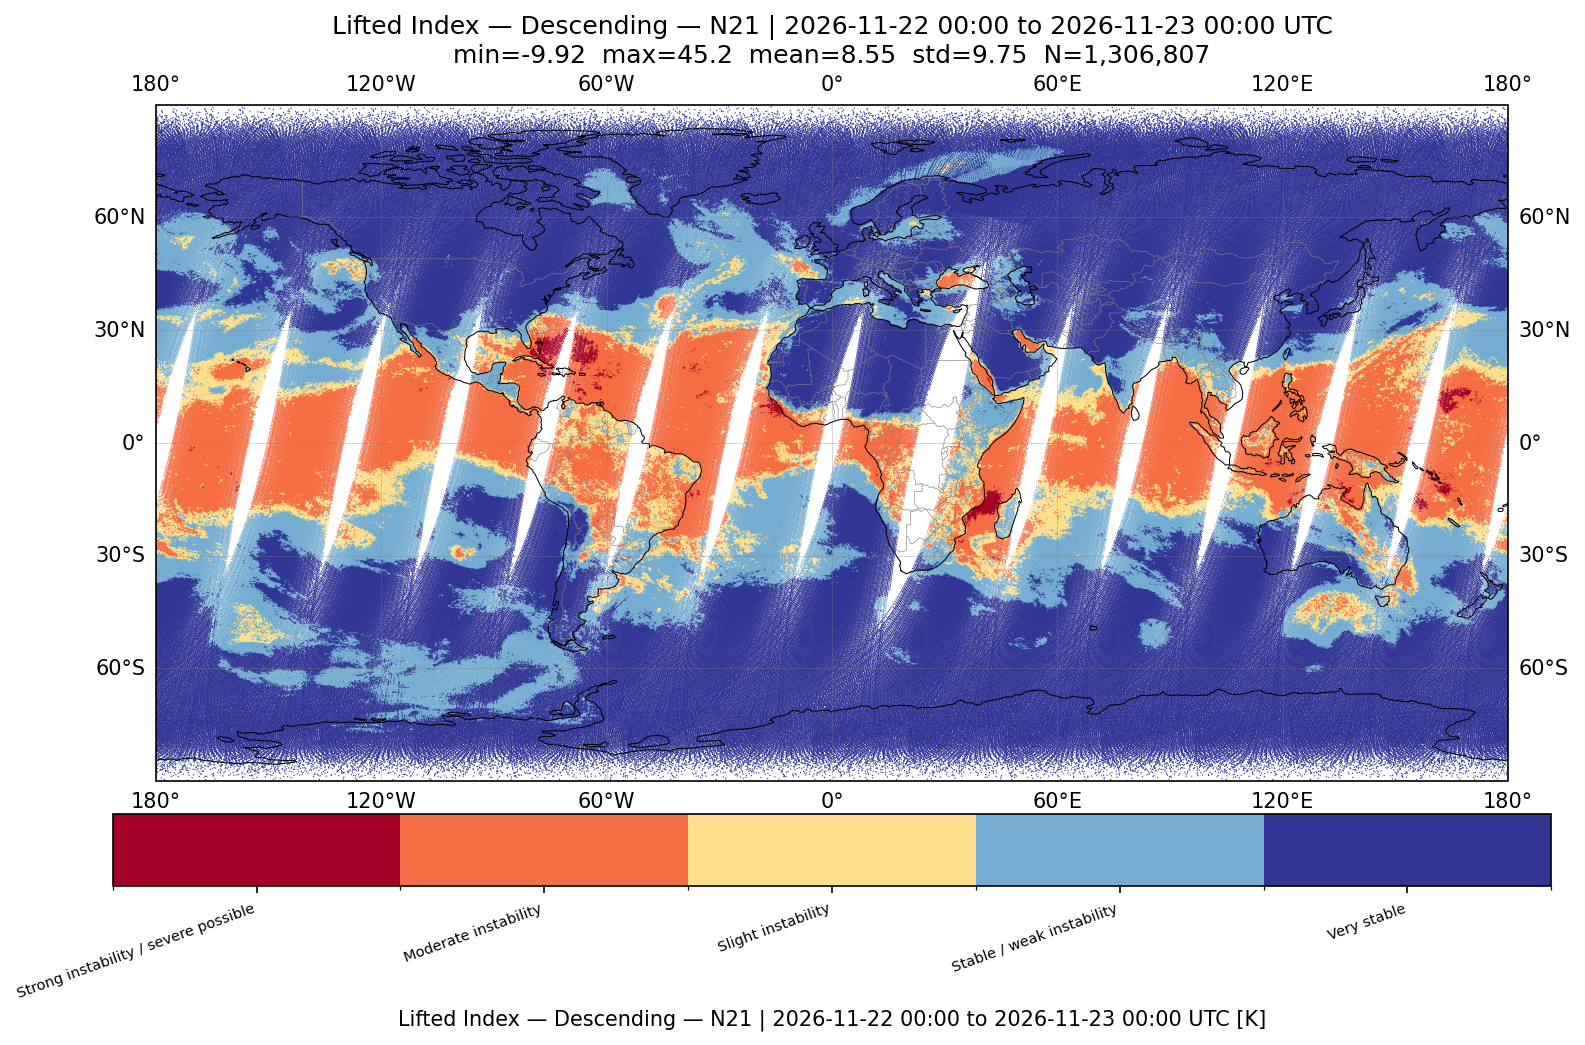 Lifted Index — Descending — N21 | 2026-11-22 00:00 to 2026-11-23 00:00 UTC
min=-9.92 max=45.2 mean=8.55 std=9.75 N=1,306,807
180° 120°W 60°W 0° 60°E 120°E 180°
60°N 60°N
30°N 30°N
0° 0°
30°S 30°S
60°S 60°S
180° 120°W 60°W 0° 60°E 120°E 180°
Strong instability / severe possible
Moderate instability
Slight instability
Stable / weak instability
Very stable
Lifted Index — Descending — N21 | 2026-11-22 00:00 to 2026-11-23 00:00 UTC [K]